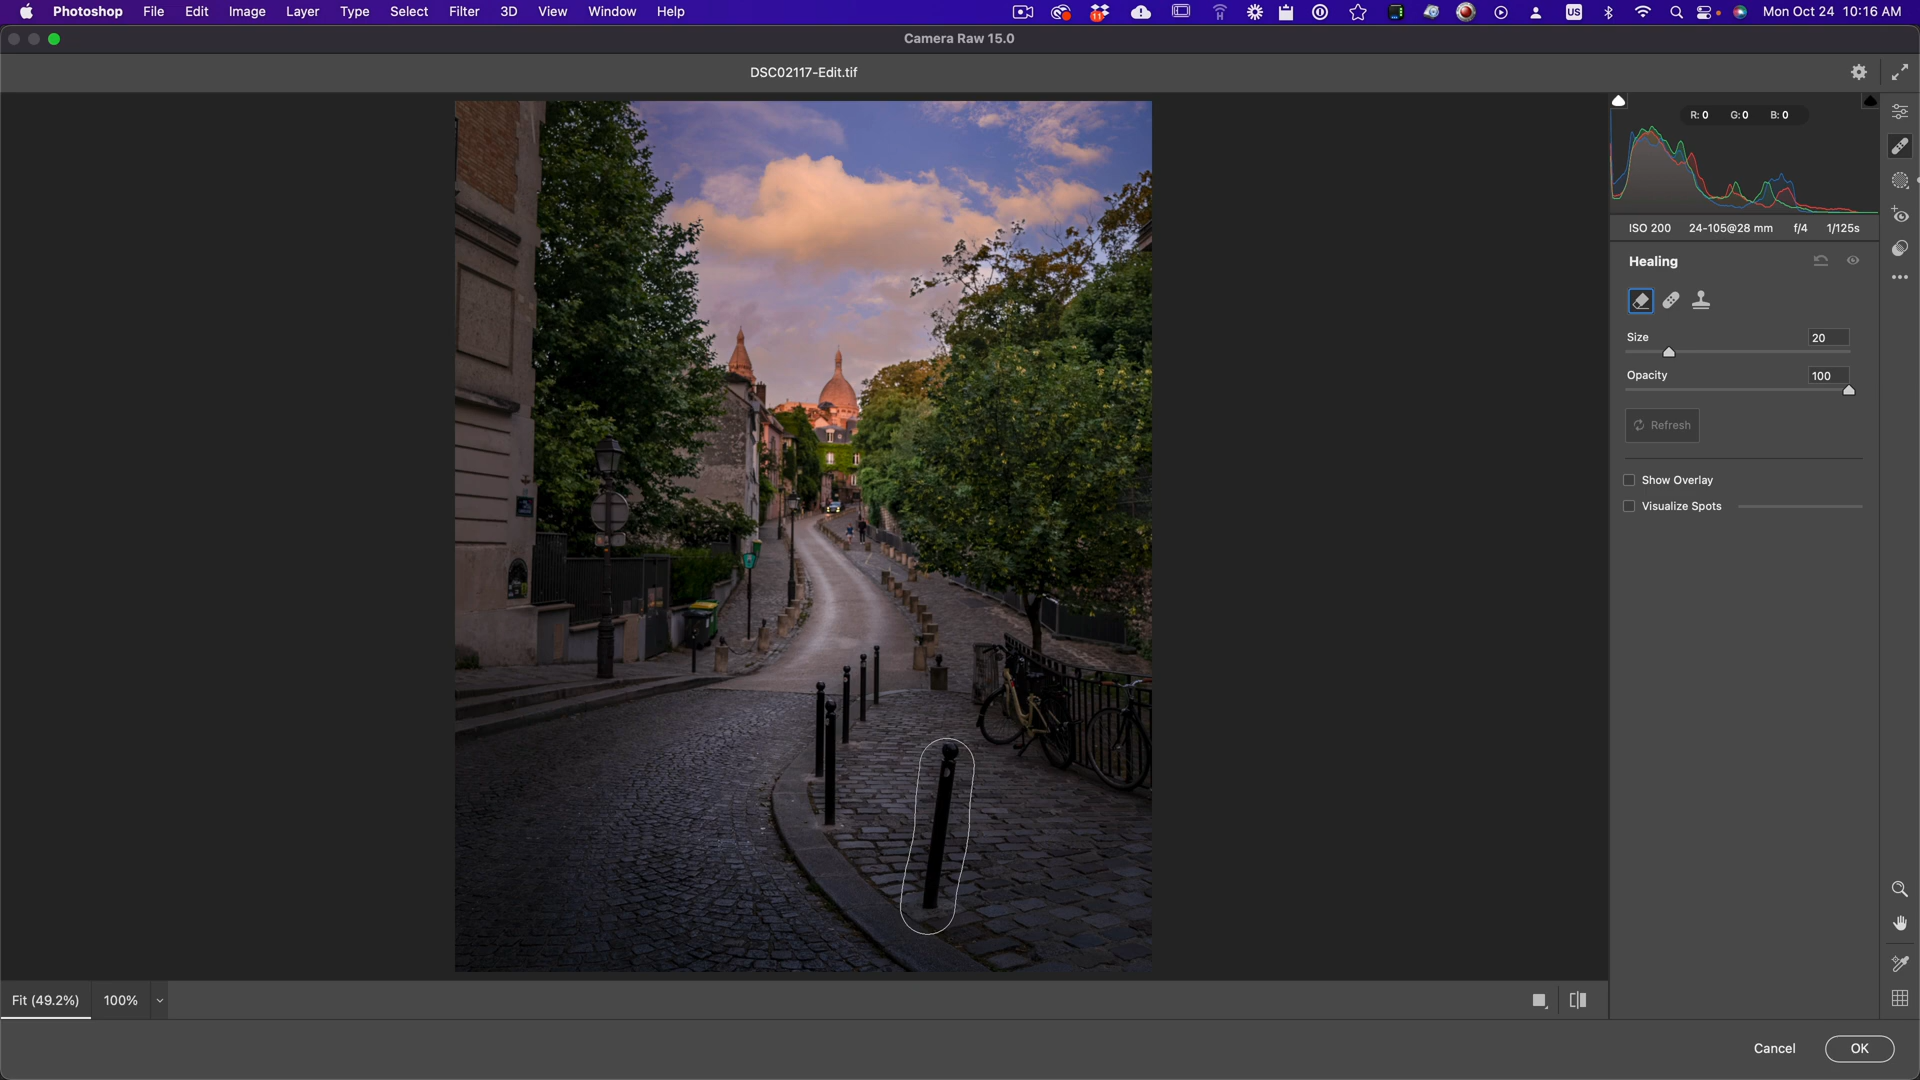 Photoshop File Edit Image Layer Type Select Filter 3D View Window Help 11 US Mon Oct 24 10:16 AM
Camera Raw 15.0
DSC02117-Edit.tif
R: 0 G: 0 B: 0
ISO 200 24-105@28 mm f/4 1/125s
Healing
Size 20
Opacity 100
Refresh
Show Overlay
Visualize Spots
Fit (49.2%) 100%
Cancel OK